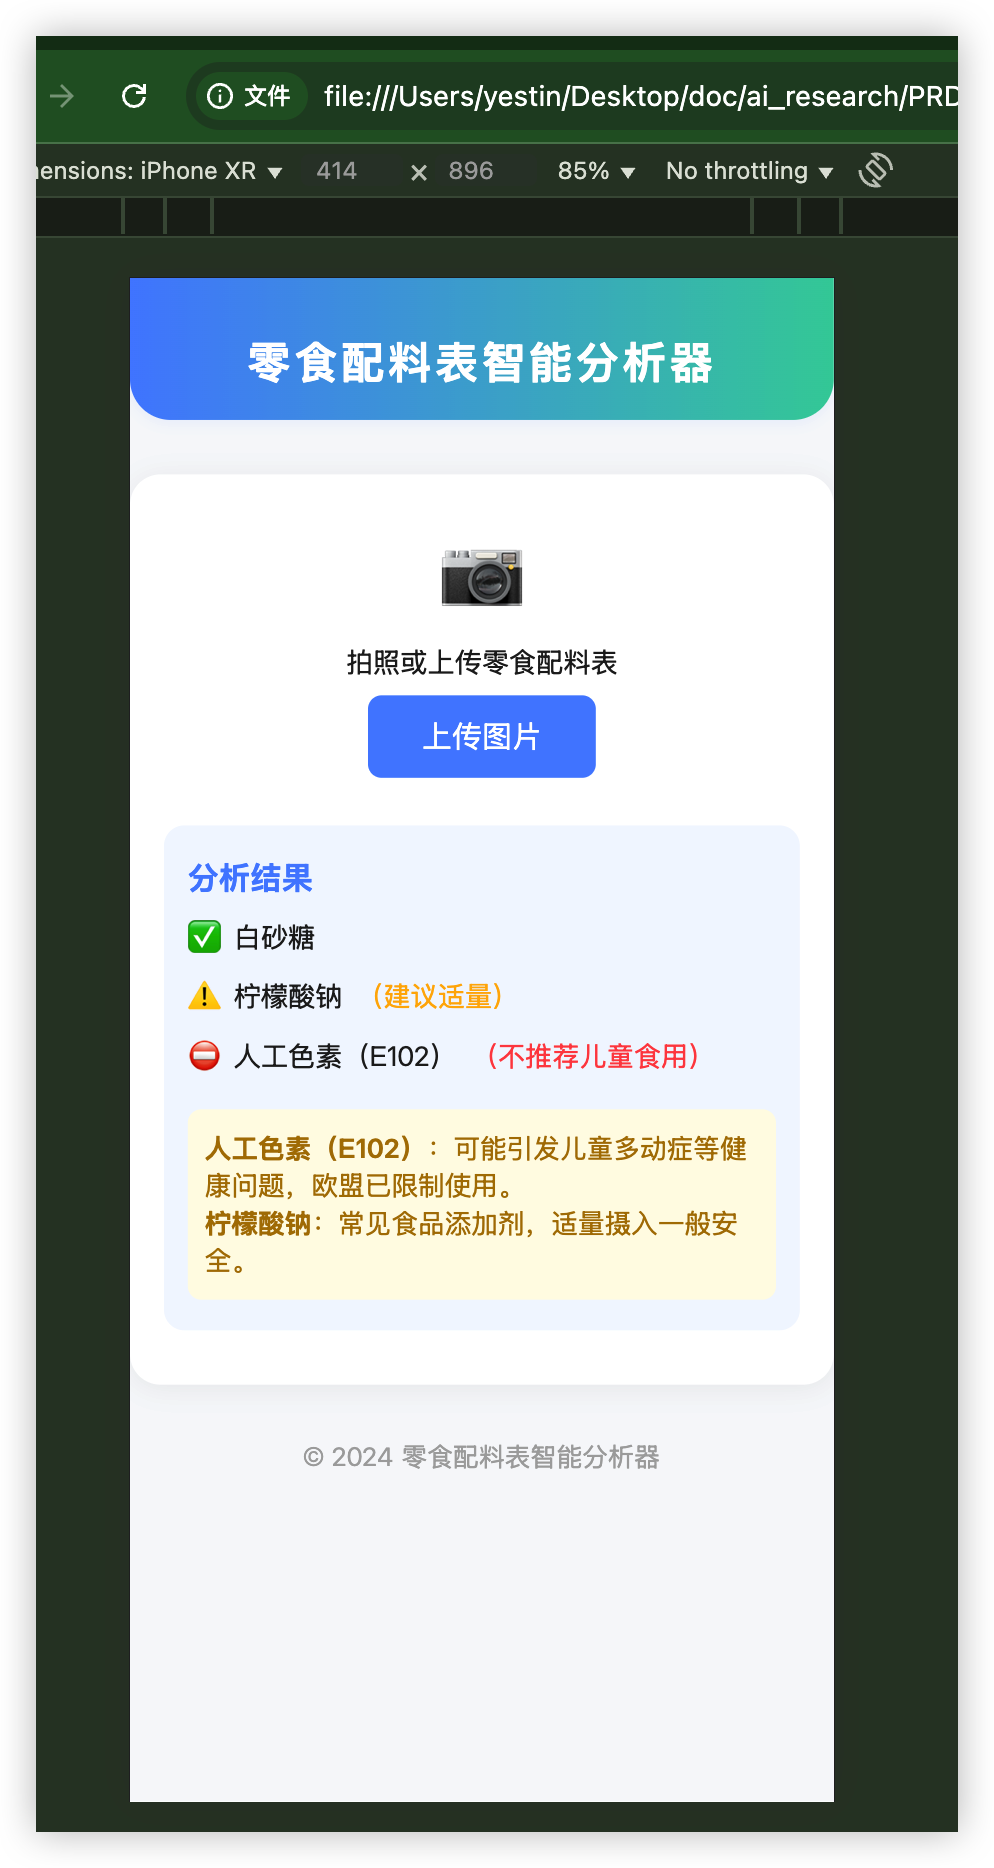 文件 file:///Users/yestin/Desktop/doc/ai_research/PRD
mensions: iPhone XR ▼ 414 × 896 85% ▼ No throttling ▼
零食配料表智能分析器
拍照或上传零食配料表
上传图片
分析结果
✅ 白砂糖
⚠️ 柠檬酸钠 （建议适量）
⛔ 人工色素（E102） （不推荐儿童食用）
人工色素（E102）：可能引发儿童多动症等健
康问题，欧盟已限制使用。
柠檬酸钠：常见食品添加剂，适量摄入一般安
全。
© 2024 零食配料表智能分析器